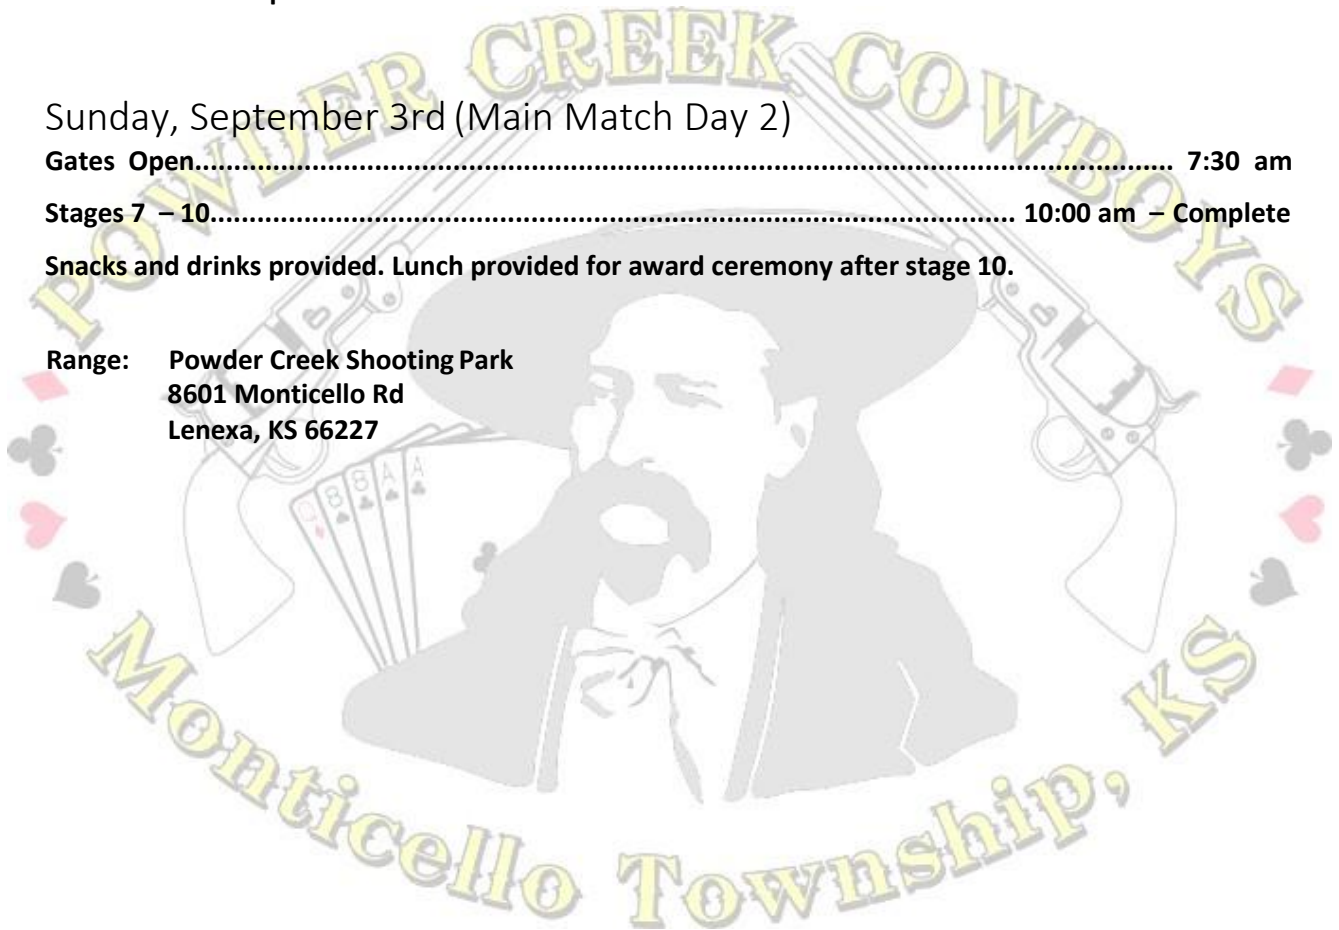 POWDER CREEK COWBOYS
Sunday, September 3rd (Main Match Day 2)
Gates Open.......................................................................................................................... 7:30 am
Stages 7 – 10..................................................................................................... 10:00 am – Complete
Snacks and drinks provided. Lunch provided for award ceremony after stage 10.
Range: Powder Creek Shooting Park
8601 Monticello Rd
Lenexa, KS 66227
Q 8 8 A A
Monticello Township, KS